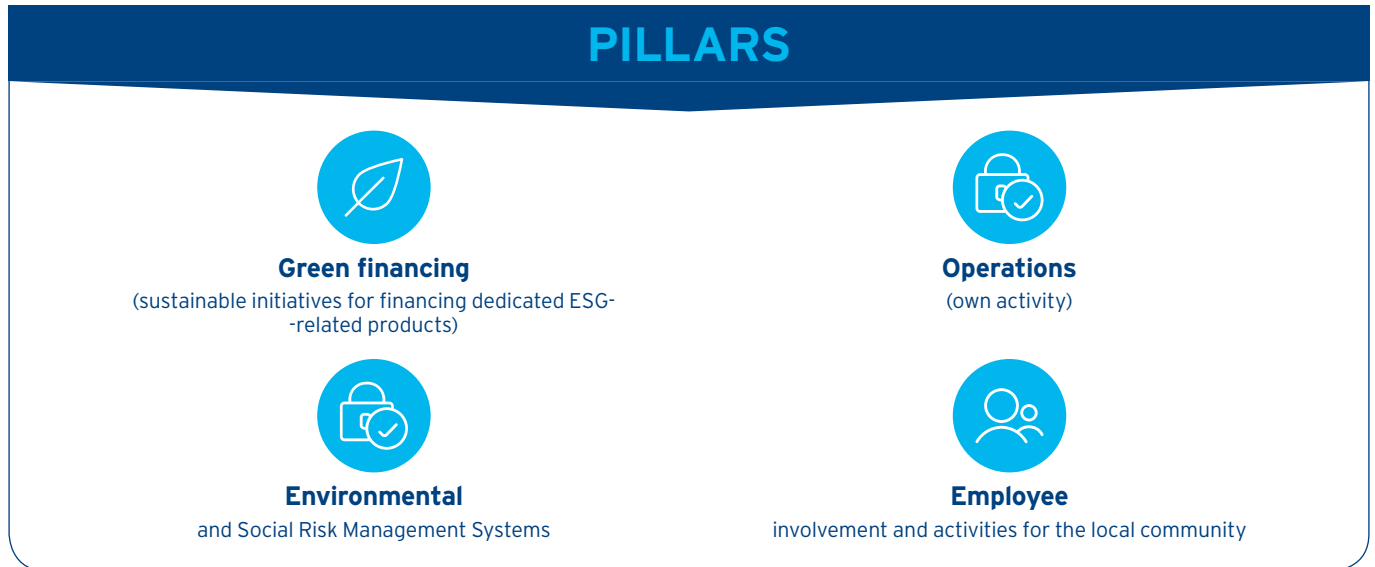 PILLARS
Green financing
(sustainable initiatives for financing dedicated ESG-
-related products)
Operations
(own activity)
Environmental
and Social Risk Management Systems
Employee
involvement and activities for the local community